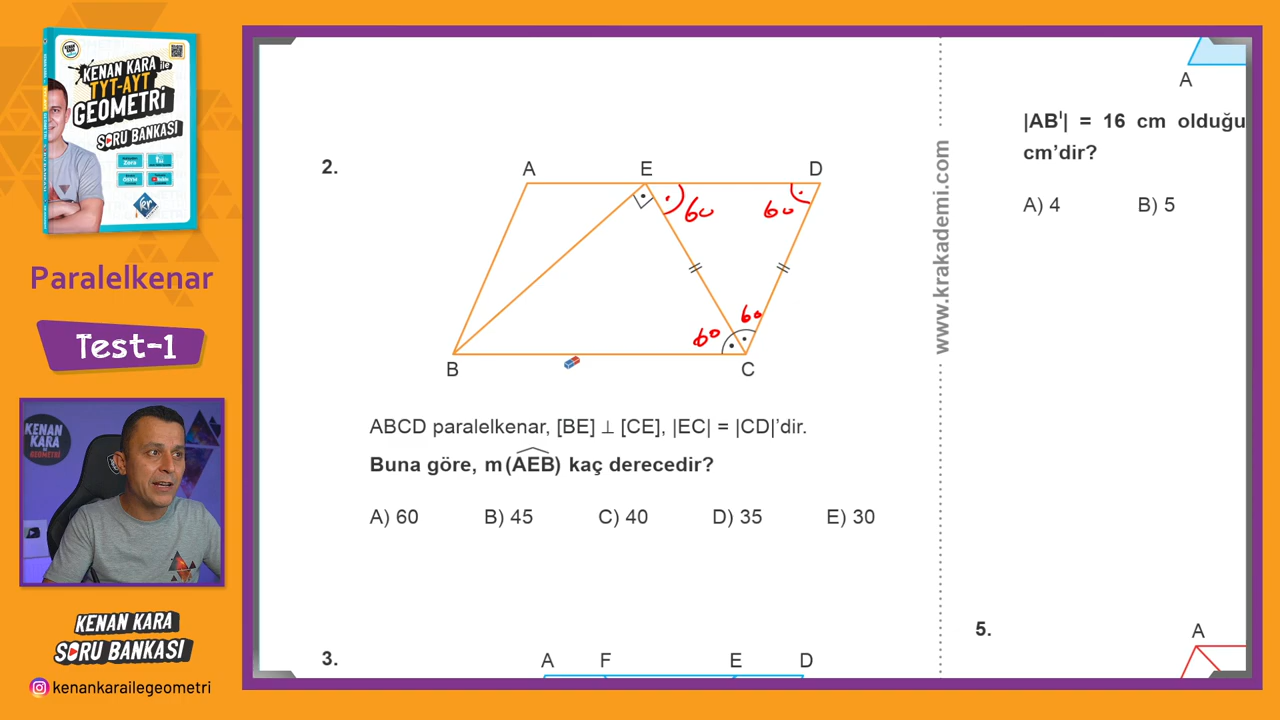 KENAN KARA ile
TYT-AYT
GEOMETRİ
SORU BANKASI
Paralelkenar
Test-1
KENAN
KARA
GEOMETRİ
KENAN KARA
SORU BANKASI
kenankarailegeometri
2.
A
E
D
60
60
60
60
B
C
ABCD paralelkenar, [BE] ⊥ [CE], |EC| = |CD|'dir.
Buna göre, m(AEB) kaç derecedir?
A) 60 B) 45 C) 40 D) 35 E) 30
3.
A F E D
www.krakademi.com
A
|ABᴵ| = 16 cm olduğu
cm'dir?
A) 4 B) 5
5.
A